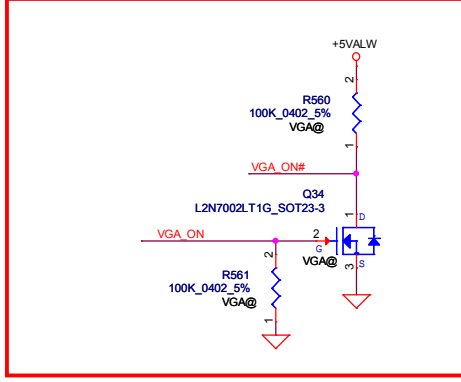 +5VALW
2
R560
100K_0402_5%
VGA@
1
VGA_ON#
Q34
L2N7002LT1G_SOT23-3
1 D
VGA_ON
2
G
VGA@
3 S
2
R561
100K_0402_5%
VGA@
1